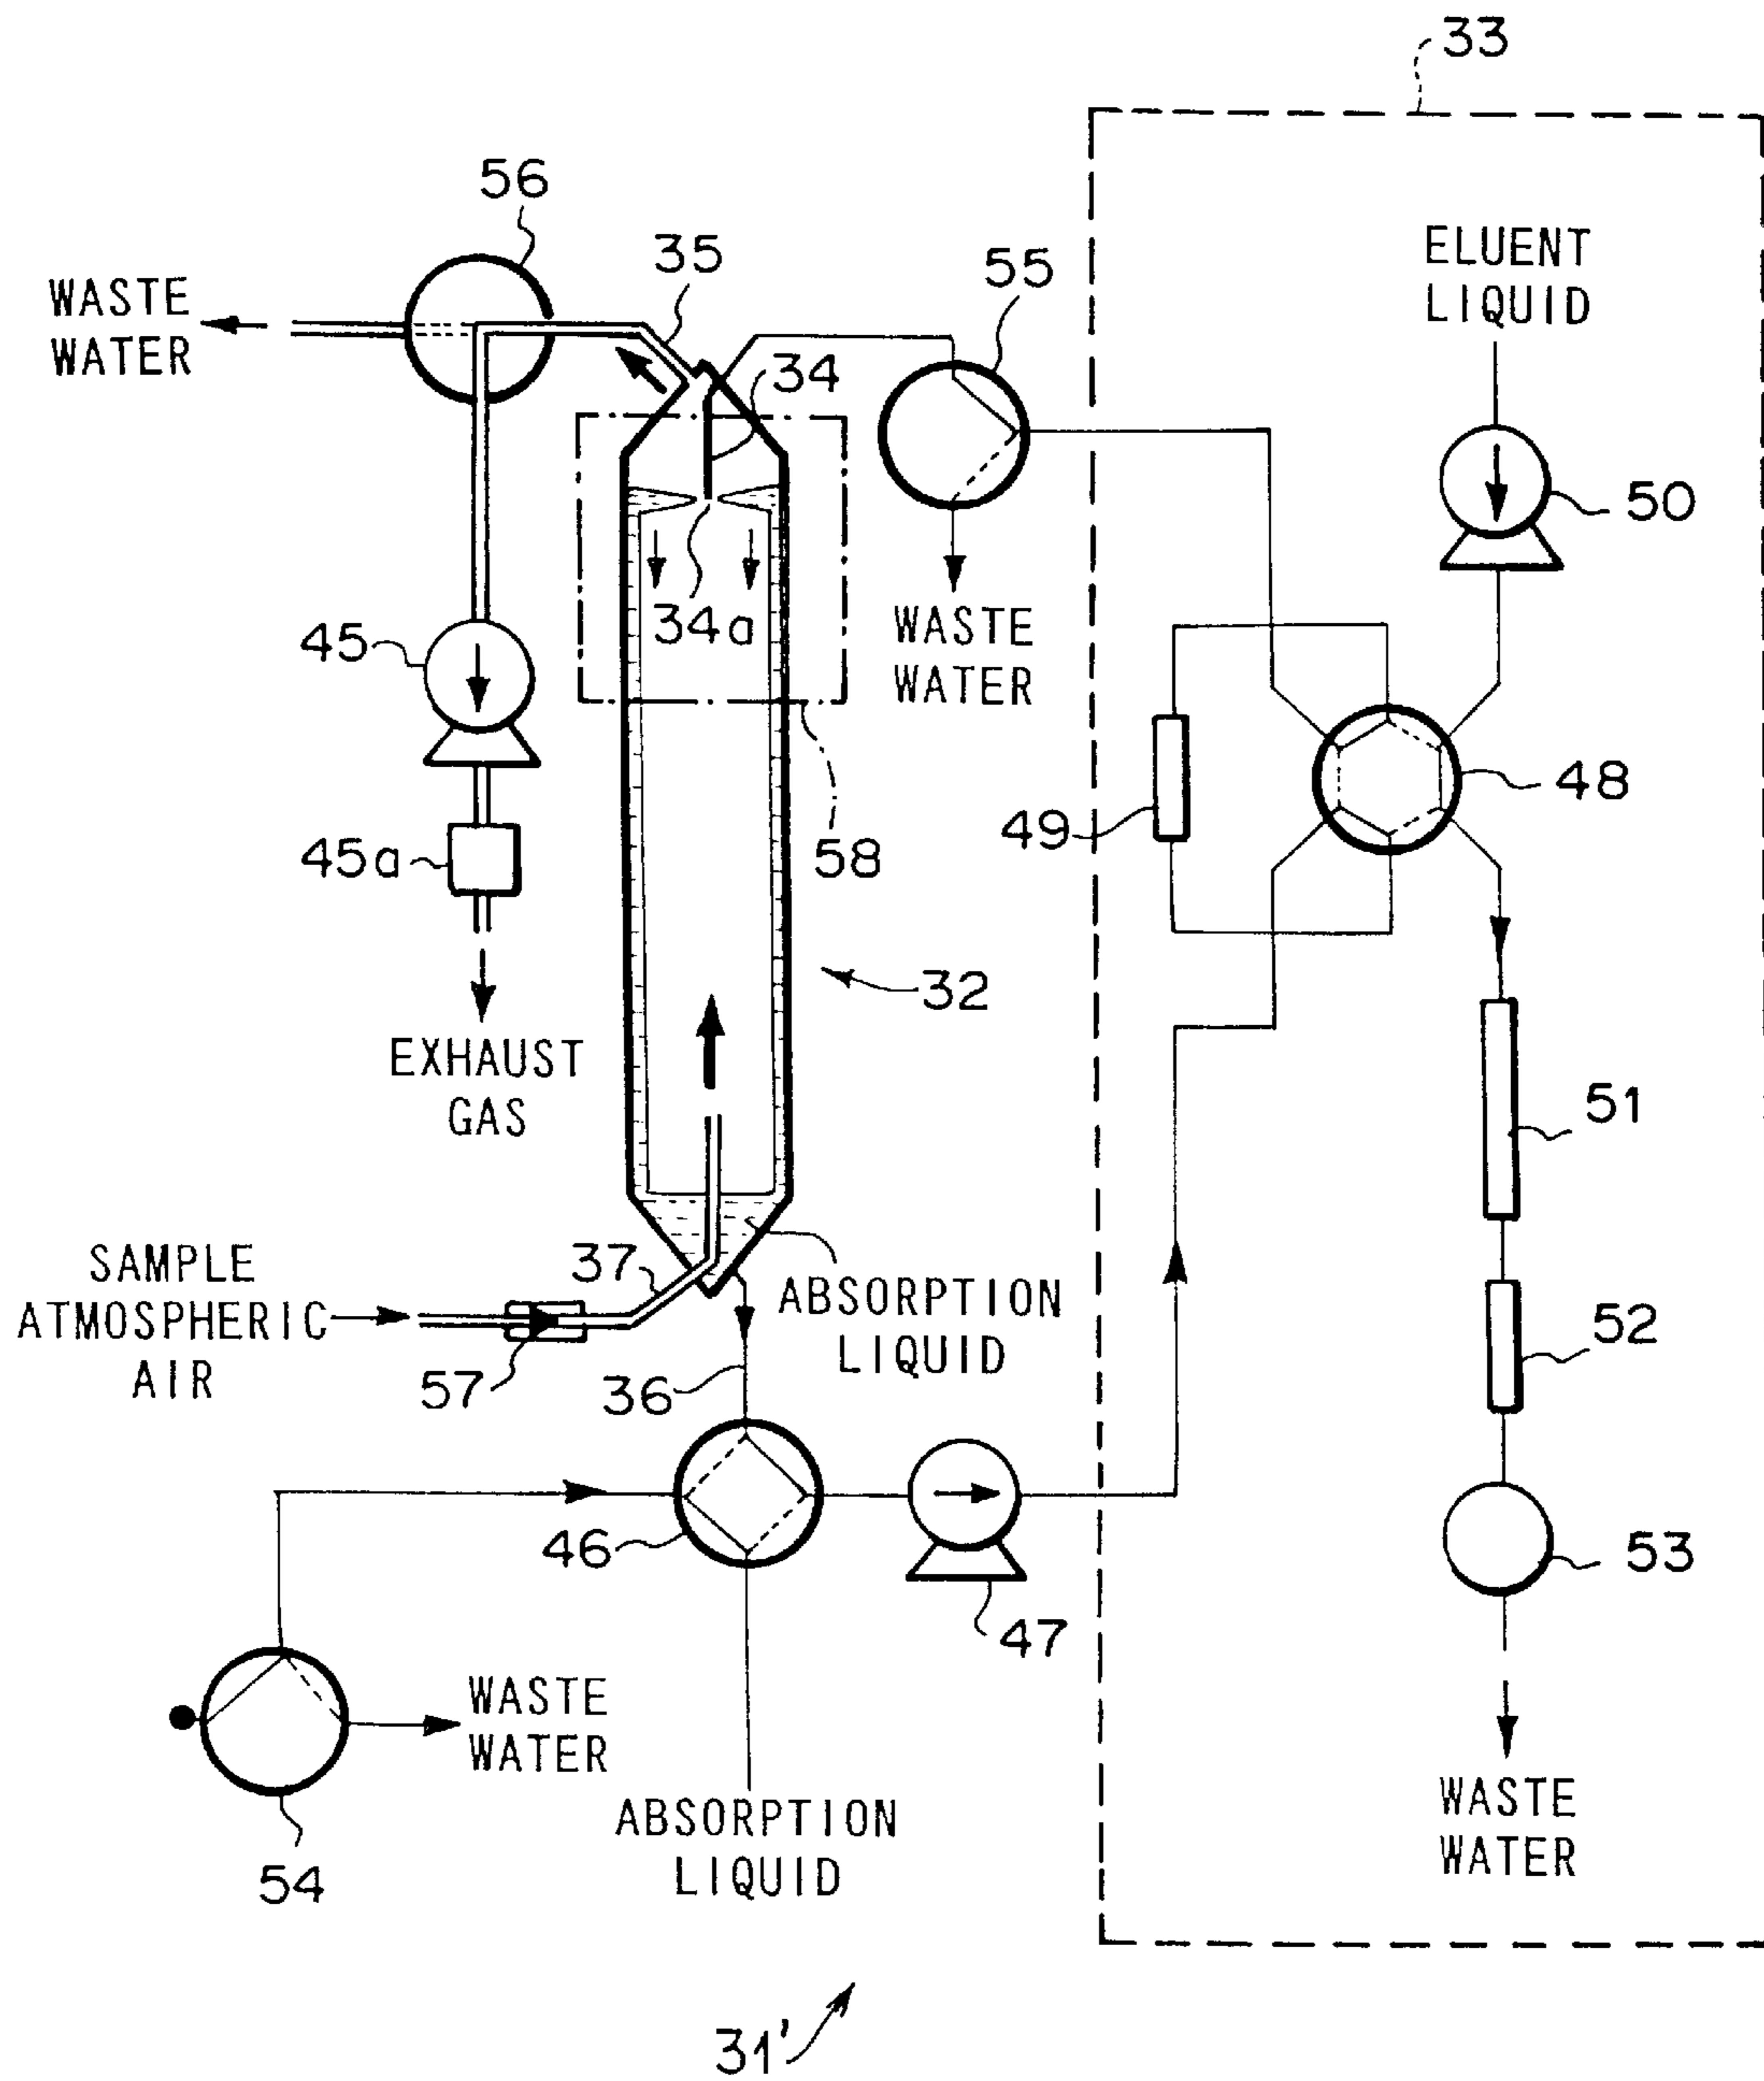 33
56
35
55
ELUENT
LIQUID
WASTE
WATER
34
50
34a
WASTE
WATER
45
48
49
45a
58
32
EXHAUST
GAS
51
SAMPLE
ATMOSPHERIC
AIR
37
ABSORPTION
LIQUID
52
57
36
46
53
47
WASTE
WATER
ABSORPTION
LIQUID
WASTE
WATER
54
31'